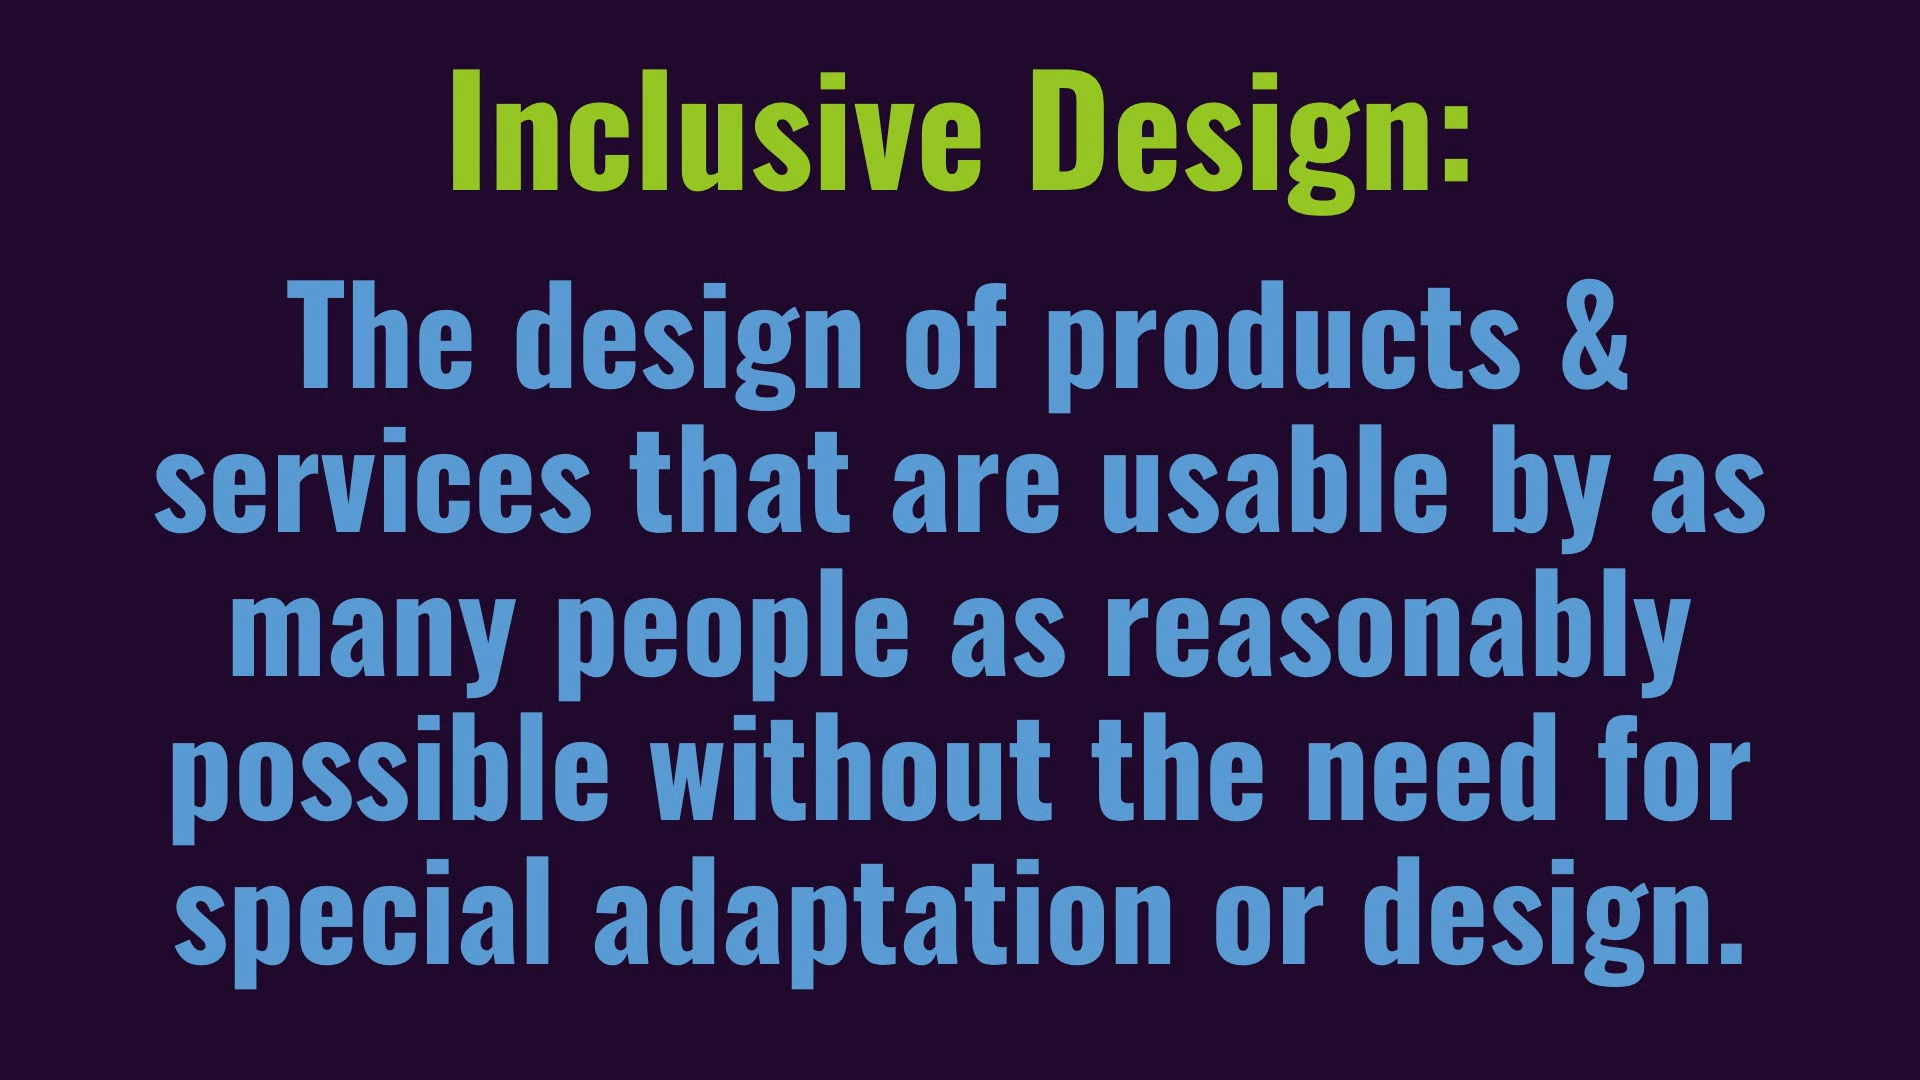 Inclusive Design:
The design of products &
services that are usable by as
many people as reasonably
possible without the need for
special adaptation or design.